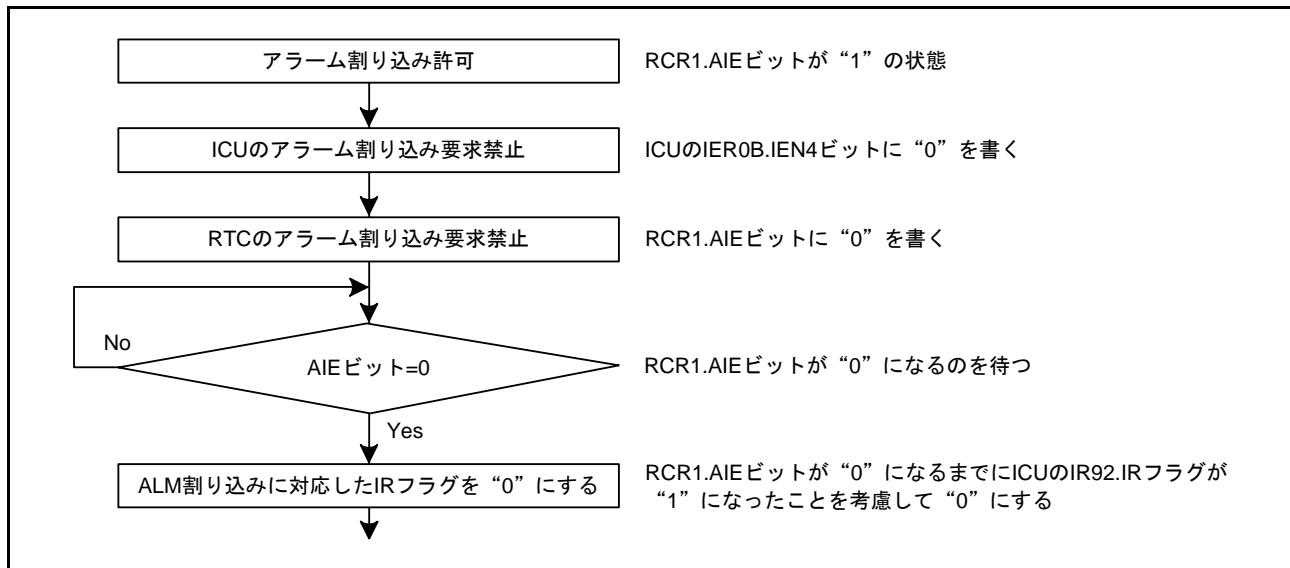 アラーム割り込み許可
RCR1.AIEビットが“1”の状態
ICUのアラーム割り込み要求禁止
ICUのIER0B.IEN4ビットに“0”を書く
RTCのアラーム割り込み要求禁止
RCR1.AIEビットに“0”を書く
No
AIEビット=0
RCR1.AIEビットが“0”になるのを待つ
Yes
ALM割り込みに対応したIRフラグを“0”にする
RCR1.AIEビットが“0”になるまでにICUのIR92.IRフラグが
“1”になったことを考慮して“0”にする